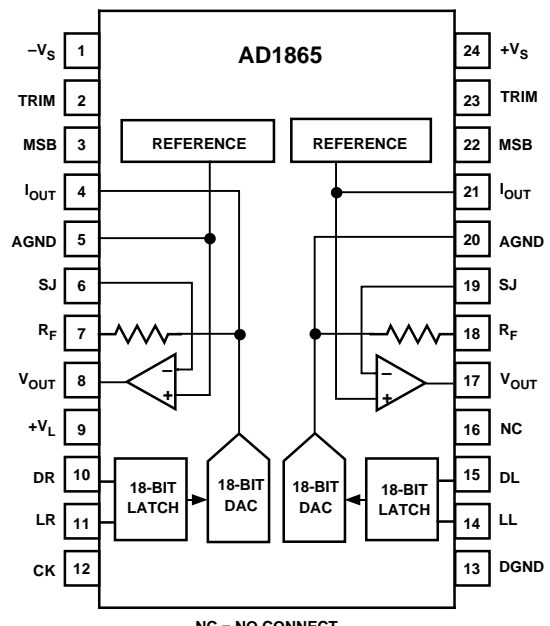 AD1865
–VS 1
TRIM 2
MSB 3
IOUT 4
AGND 5
SJ 6
RF 7
VOUT 8
+VL 9
DR 10
LR 11
CK 12
24 +VS
23 TRIM
22 MSB
21 IOUT
20 AGND
19 SJ
18 RF
17 VOUT
16 NC
15 DL
14 LL
13 DGND
REFERENCE
REFERENCE
–
+
–
+
18-BIT
LATCH
18-BIT
DAC
18-BIT
DAC
18-BIT
LATCH
NC = NO CONNECT